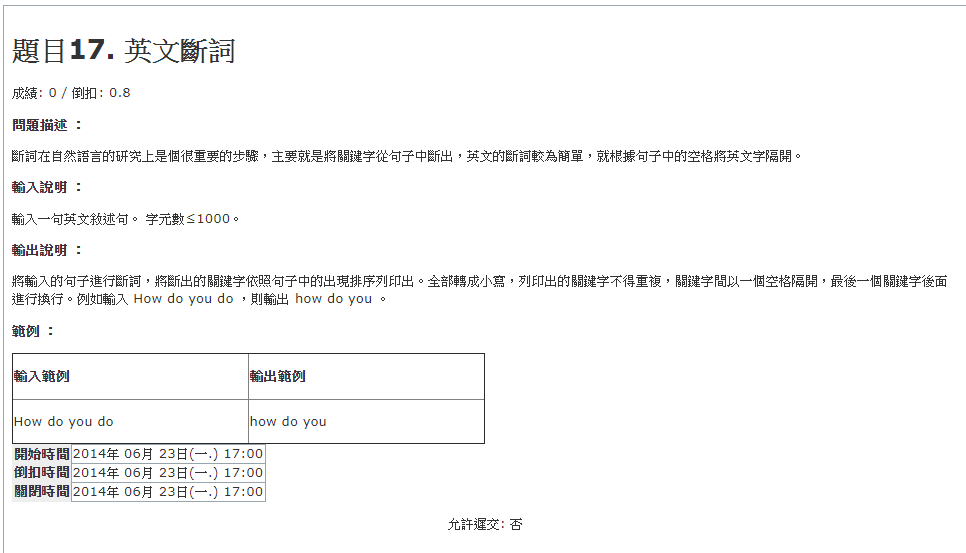 題目17. 英文斷詞
成績: 0 / 倒扣: 0.8
問題描述 ：
斷詞在自然語言的研究上是個很重要的步驟，主要就是將關鍵字從句子中斷出，英文的斷詞較為簡單，就根據句子中的空格將英文字隔開。
輸入說明 ：
輸入一句英文敘述句。 字元數≤1000。
輸出說明 ：
將輸入的句子進行斷詞，將斷出的關鍵字依照句子中的出現排序列印出。全部轉成小寫，列印出的關鍵字不得重複，關鍵字間以一個空格隔開，最後一個關鍵字後面
進行換行。例如輸入 How do you do ，則輸出 how do you 。
範例 ：
輸入範例 輸出範例
How do you do how do you
開始時間 2014年 06月 23日(一.) 17:00
倒扣時間 2014年 06月 23日(一.) 17:00
關閉時間 2014年 06月 23日(一.) 17:00
允許遲交: 否